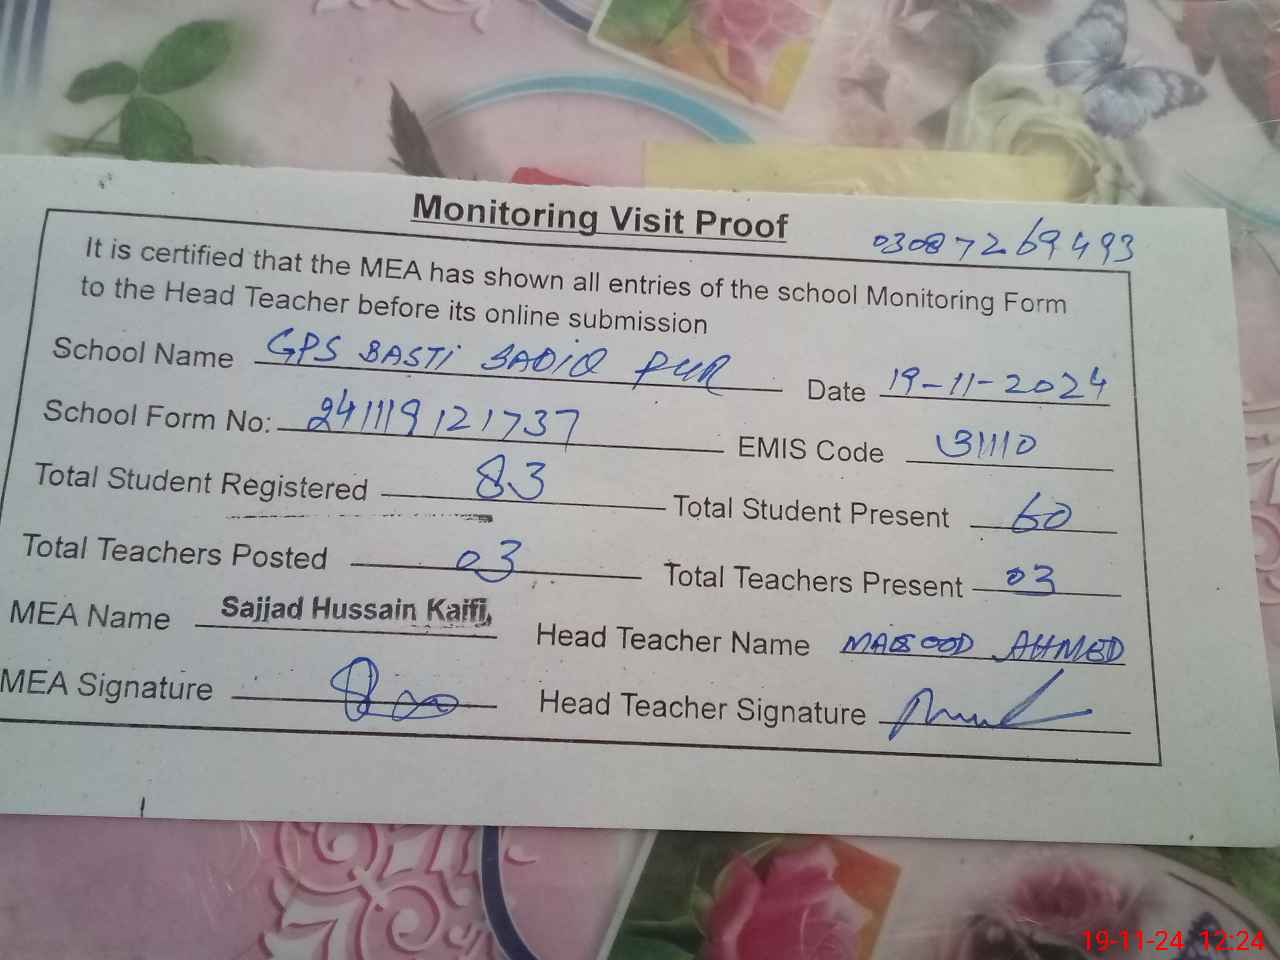 Monitoring Visit Proof
03087269493
It is certified that the MEA has shown all entries of the school Monitoring Form
to the Head Teacher before its online submission
School Name GPS BASTI SADIQ PUR Date 19-11-2024
School Form No: 241119121737 EMIS Code 31110
Total Student Registered 83 Total Student Present 60
Total Teachers Posted 03 Total Teachers Present 03
MEA Name Sajjad Hussain Kaifi, Head Teacher Name MAQSOOD AHMED
MEA Signature Head Teacher Signature
19-11-24 12:24